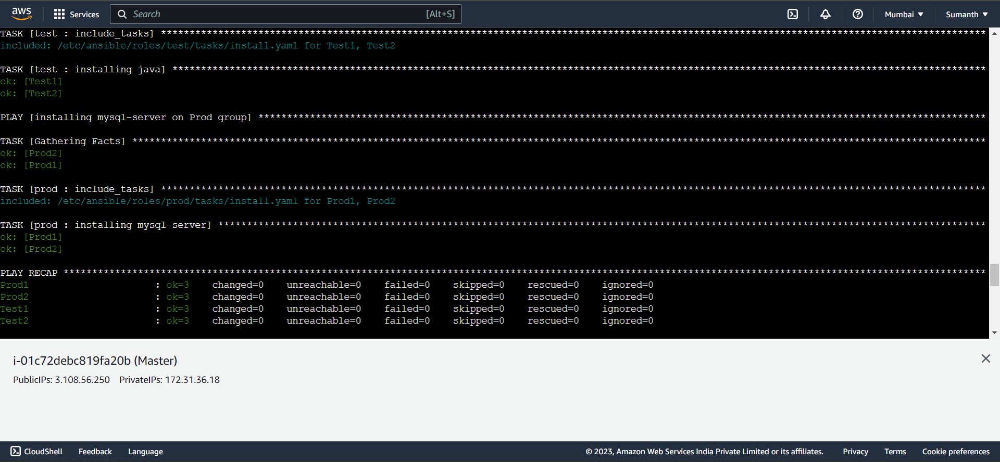 aws Services Search [Alt+S] Mumbai Sumanth
TASK [test : include_tasks] ************************************************************************************************************************************************
included: /etc/ansible/roles/test/tasks/install.yaml for Test1, Test2
TASK [test : installing java] **********************************************************************************************************************************************
ok: [Test1]
ok: [Test2]
PLAY [installing mysql-server on Prod group] *******************************************************************************************************************************
TASK [Gathering Facts] *****************************************************************************************************************************************************
ok: [Prod2]
ok: [Prod1]
TASK [prod : include_tasks] ************************************************************************************************************************************************
included: /etc/ansible/roles/prod/tasks/install.yaml for Prod1, Prod2
TASK [prod : installing mysql-server] **************************************************************************************************************************************
ok: [Prod1]
ok: [Prod2]
PLAY RECAP *****************************************************************************************************************************************************************
Prod1 : ok=3 changed=0 unreachable=0 failed=0 skipped=0 rescued=0 ignored=0
Prod2 : ok=3 changed=0 unreachable=0 failed=0 skipped=0 rescued=0 ignored=0
Test1 : ok=3 changed=0 unreachable=0 failed=0 skipped=0 rescued=0 ignored=0
Test2 : ok=3 changed=0 unreachable=0 failed=0 skipped=0 rescued=0 ignored=0
i-01c72debc819fa20b (Master)
PublicIPs: 3.108.56.250 PrivateIPs: 172.31.36.18
CloudShell Feedback Language © 2023, Amazon Web Services India Private Limited or its affiliates. Privacy Terms Cookie preferences